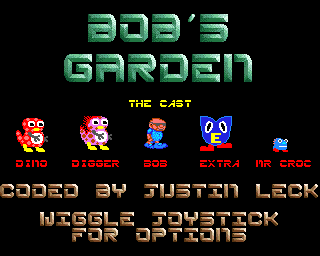 BOB'S
GARDEN
THE CAST
E
DINO DIGGER BOB EXTRA MR CROC
CODED BY JUSTIN LECK
WIGGLE JOYSTICK
FOR OPTIONS